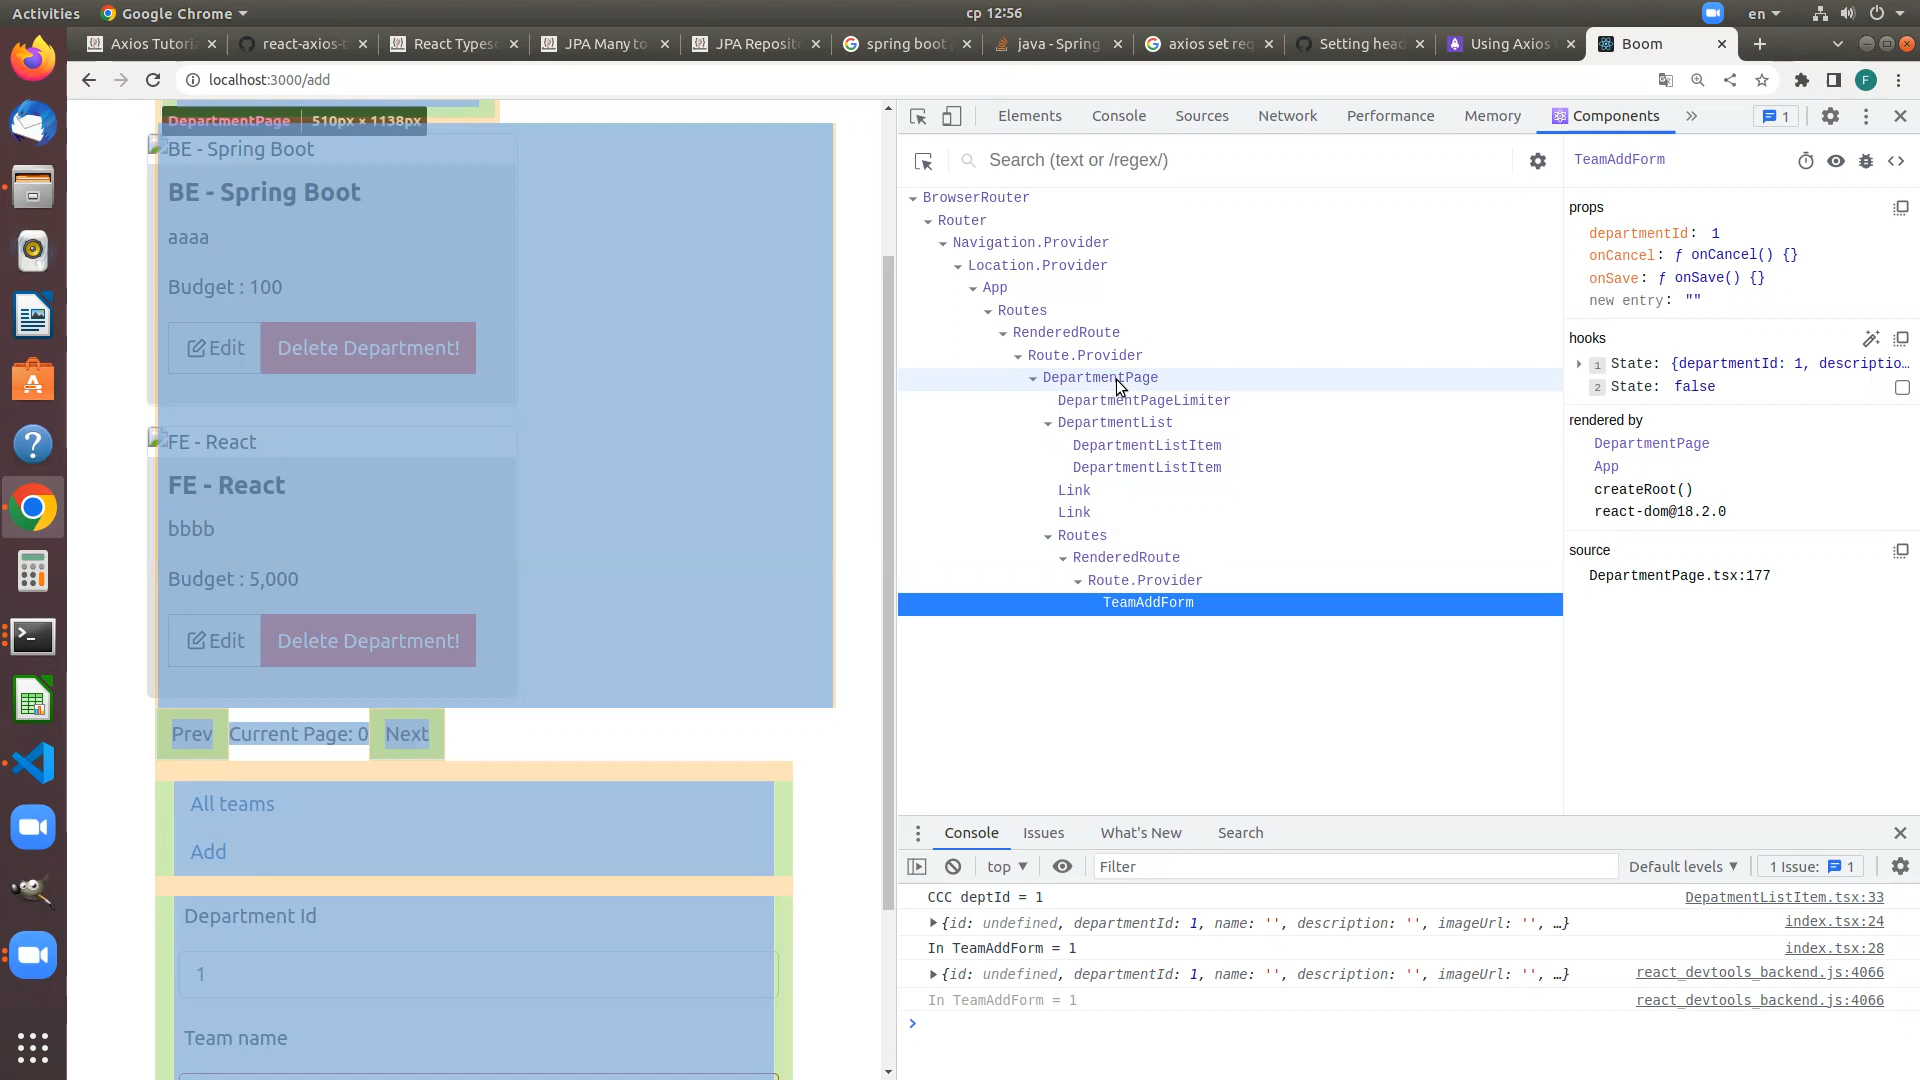 Activities
Google Chrome
ср 12:56
en
Axios Tutori
react-axios-t
React Typesc
JPA Many to
JPA Reposit
spring boot
java - Spring
axios set req
Setting head
Using Axios
Boom
localhost:3000/add
F
DepartmentPage 510px × 1138px
BE - Spring Boot
BE - Spring Boot
aaaa
Budget : 100
Edit Delete Department!
FE - React
FE - React
bbbb
Budget : 5,000
Edit Delete Department!
Prev Current Page: 0 Next
All teams
Add
Department Id
1
Team name
Elements Console Sources Network Performance Memory Components » 1
Search (text or /regex/)
BrowserRouter
Router
Navigation.Provider
Location.Provider
App
Routes
RenderedRoute
Route.Provider
DepartmentPage
DepartmentPageLimiter
DepartmentList
DepartmentListItem
DepartmentListItem
Link
Link
Routes
RenderedRoute
Route.Provider
TeamAddForm
TeamAddForm
props
departmentId: 1
onCancel: ƒ onCancel() {}
onSave: ƒ onSave() {}
new entry: ""
hooks
1 State: {departmentId: 1, descriptio…
2 State: false
rendered by
DepartmentPage
App
createRoot()
react-dom@18.2.0
source
DepartmentPage.tsx:177
Console Issues What's New Search
top Filter Default levels 1 Issue: 1
CCC deptId = 1 DepatmentListItem.tsx:33
{id: undefined, departmentId: 1, name: '', description: '', imageUrl: '', …} index.tsx:24
In TeamAddForm = 1 index.tsx:28
{id: undefined, departmentId: 1, name: '', description: '', imageUrl: '', …} react_devtools_backend.js:4066
In TeamAddForm = 1 react_devtools_backend.js:4066